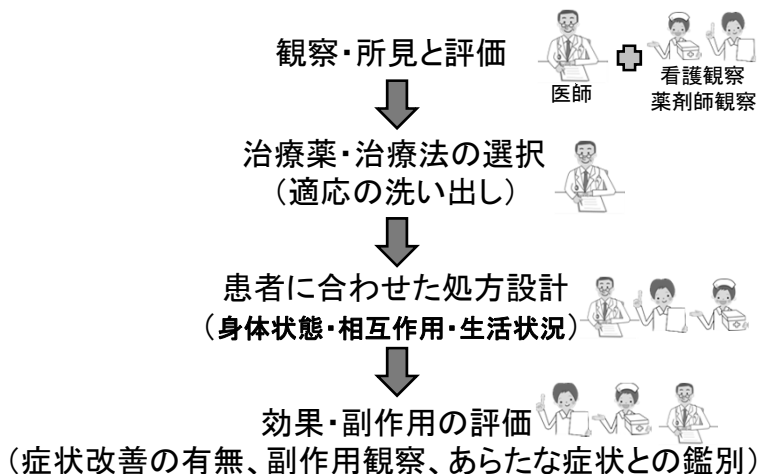 観察・所見と評価
医師
看護観察
薬剤師観察
治療薬・治療法の選択
（適応の洗い出し）
患者に合わせた処方設計
（身体状態・相互作用・生活状況）
効果・副作用の評価
（症状改善の有無、副作用観察、あらたな症状との鑑別）